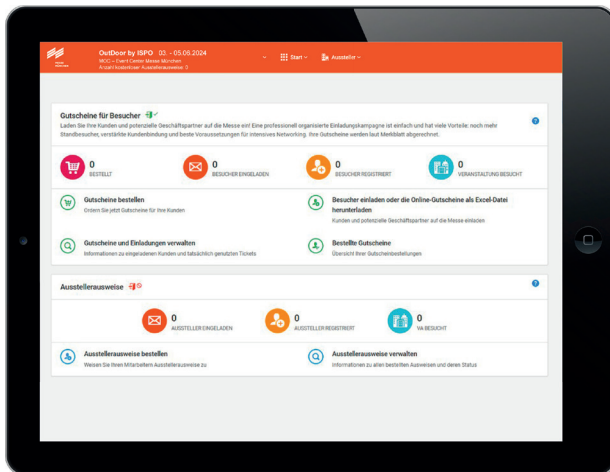 OutDoor by ISPO 03. - 05.06.2024
MOC – Event Center Messe München
Anzahl kostenloser Ausstellerausweise: 0
Start
Aussteller
Gutscheine für Besucher
Laden Sie Ihre Kunden und potenzielle Geschäftspartner auf die Messe ein! Eine professionell organisierte Einladungskampagne ist einfach und hat viele Vorteile: noch mehr
Standbesucher, verstärkte Kundenbindung und beste Voraussetzungen für intensives Networking. Ihre Gutscheine werden laut Merkblatt abgerechnet.
0
BESTELLT
0
BESUCHER EINGELADEN
0
BESUCHER REGISTRIERT
0
VERANSTALTUNG BESUCHT
Gutscheine bestellen
Ordern Sie jetzt Gutscheine für Ihre Kunden
Besucher einladen oder die Online-Gutscheine als Excel-Datei
herunterladen
Kunden und potenzielle Geschäftspartner auf die Messe einladen
Gutscheine und Einladungen verwalten
Informationen zu eingeladenen Kunden und tatsächlich genutzten Tickets
Bestellte Gutscheine
Übersicht Ihrer Gutscheinbestellungen
Ausstellerausweise
0
AUSSTELLER EINGELADEN
0
AUSSTELLER REGISTRIERT
0
VA BESUCHT
Ausstellerausweise bestellen
Weisen Sie Ihren Mitarbeitern Ausstellerausweise zu
Ausstellerausweise verwalten
Informationen zu allen bestellten Ausweisen und deren Status